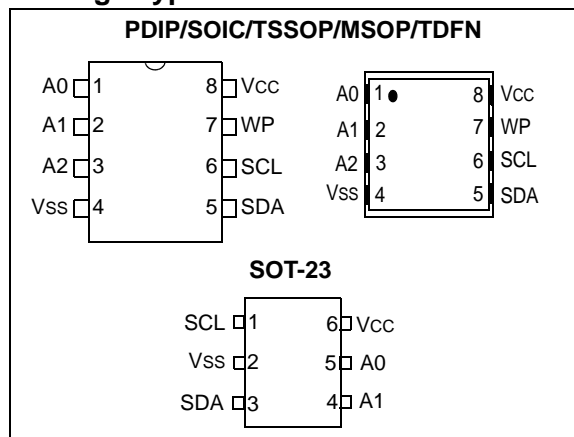 PDIP/SOIC/TSSOP/MSOP/TDFN
A0 1 8 VCC
A1 2 7 WP
A2 3 6 SCL
VSS 4 5 SDA
A0 1 8 VCC
A1 2 7 WP
A2 3 6 SCL
VSS 4 5 SDA
SOT-23
SCL 1 6 VCC
VSS 2 5 A0
SDA 3 4 A1